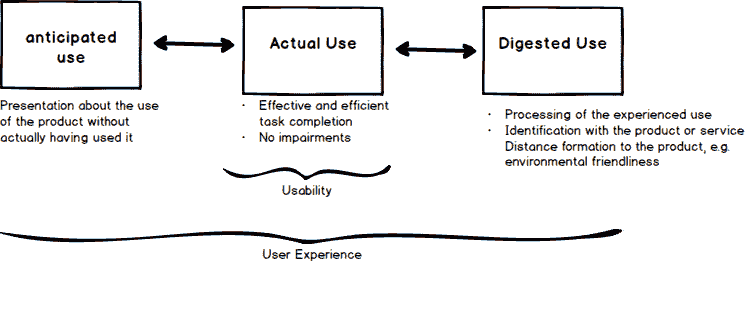 anticipated
use
Actual Use
Digested Use
Presentation about the use
of the product without
actually having used it
· Effective and efficient
task completion
· No impairments
· Processing of the experienced use
· Identification with the product or service
Distance formation to the product, e.g.
environmental friendliness
Usability
User Experience